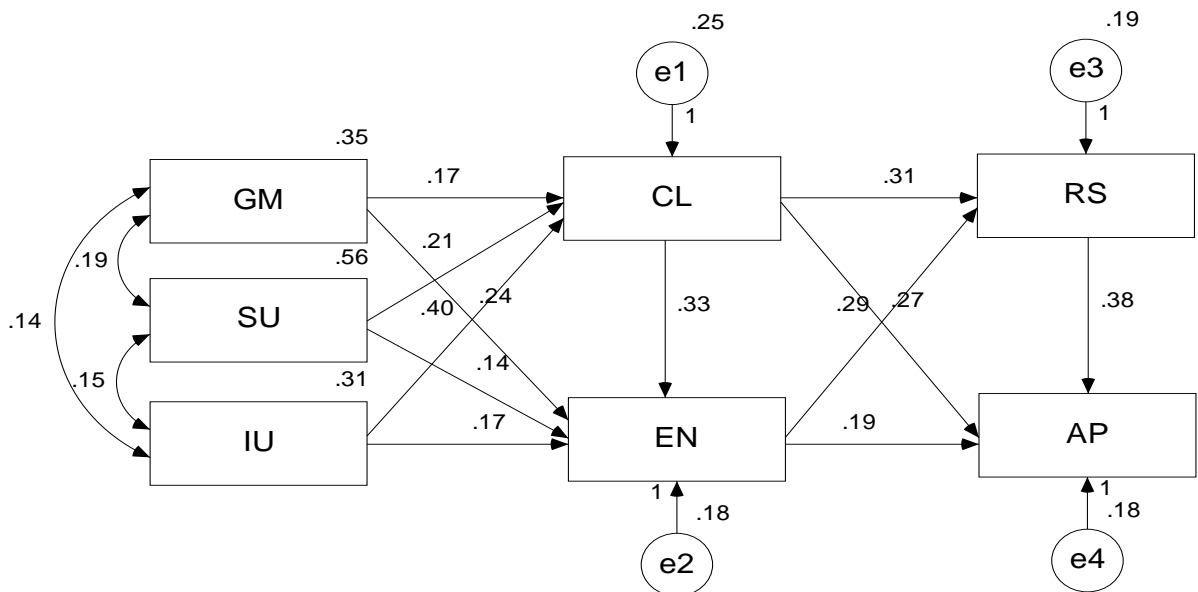 .25
.19
e1
e3
1
1
.35
GM
.17
CL
.31
RS
.21
.56
.19
SU
.40
.24
.33
.29
.27
.38
.14
.14
.15
.31
IU
.17
EN
.19
AP
1
.18
1
.18
e2
e4